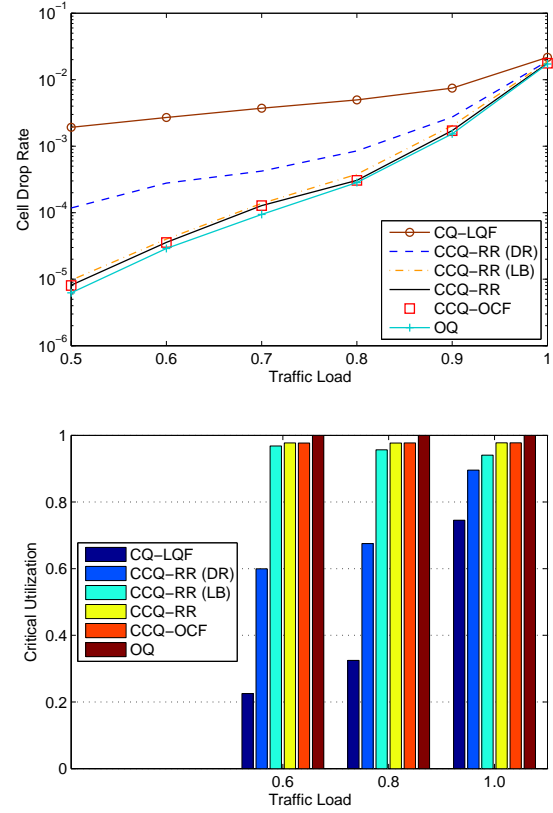 10⁻¹
10⁻²
10⁻³
10⁻⁴
10⁻⁵
10⁻⁶
Cell Drop Rate
CQ−LQF
CCQ−RR (DR)
CCQ−RR (LB)
CCQ−RR
CCQ−OCF
OQ
0.5 0.6 0.7 0.8 0.9 1
Traffic Load
1
0.8
0.6
0.4
0.2
0
Critical Utilization
CQ−LQF
CCQ−RR (DR)
CCQ−RR (LB)
CCQ−RR
CCQ−OCF
OQ
0.6 0.8 1.0
Traffic Load